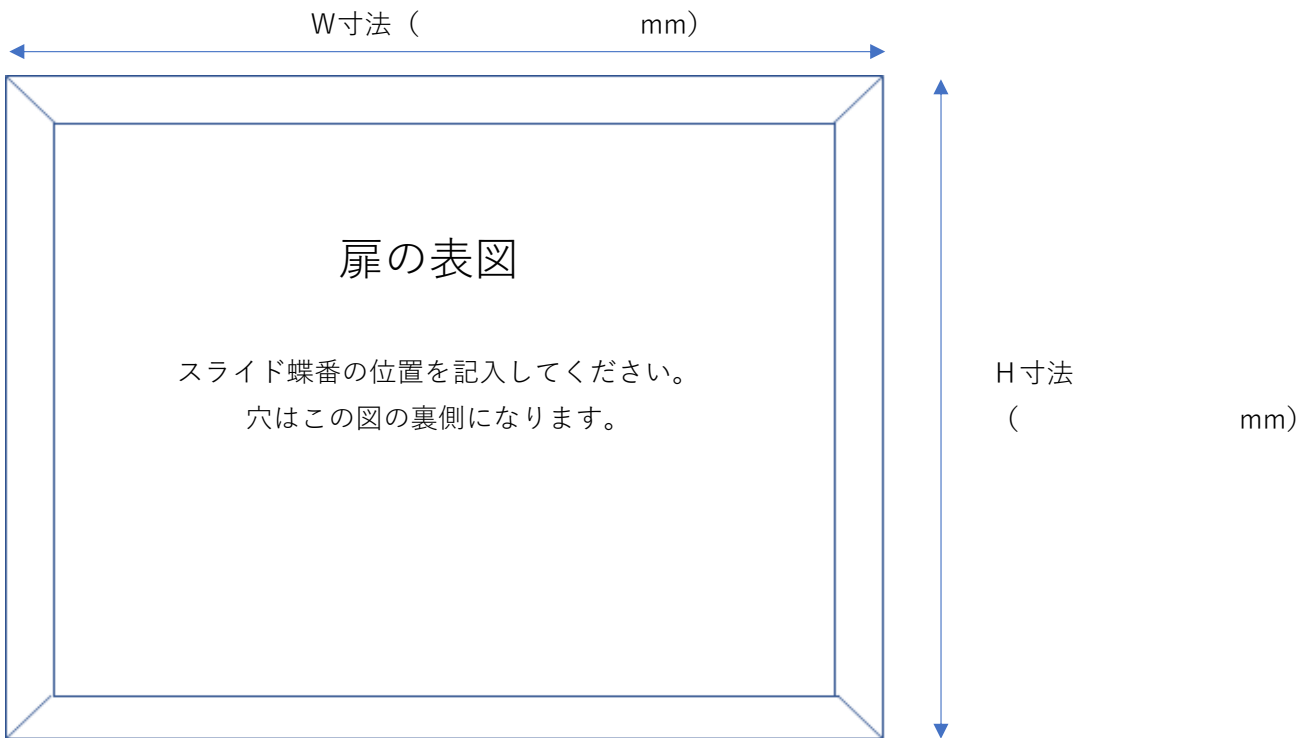 W寸法（　　　　　　　mm）
扉の表図
スライド蝶番の位置を記入してください。
穴はこの図の裏側になります。
H寸法
（　　　　　　　mm）